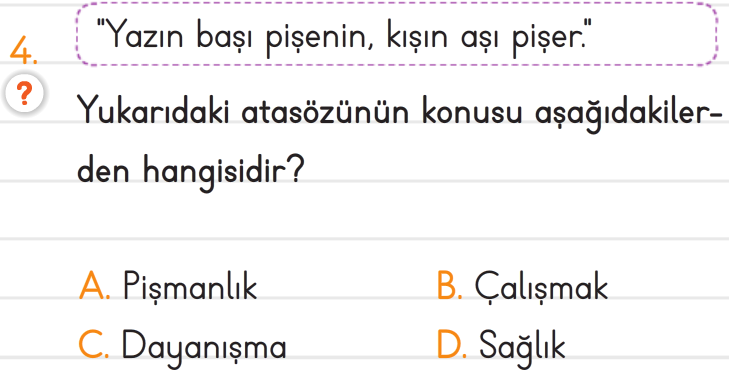 "Yazın başı pişenin, kışın aşı pişer."
4.
?
Yukarıdaki atasözünün konusu aşağıdakiler-
den hangisidir?
A. Pişmanlık B. Çalışmak
C. Dayanışma D. Sağlık